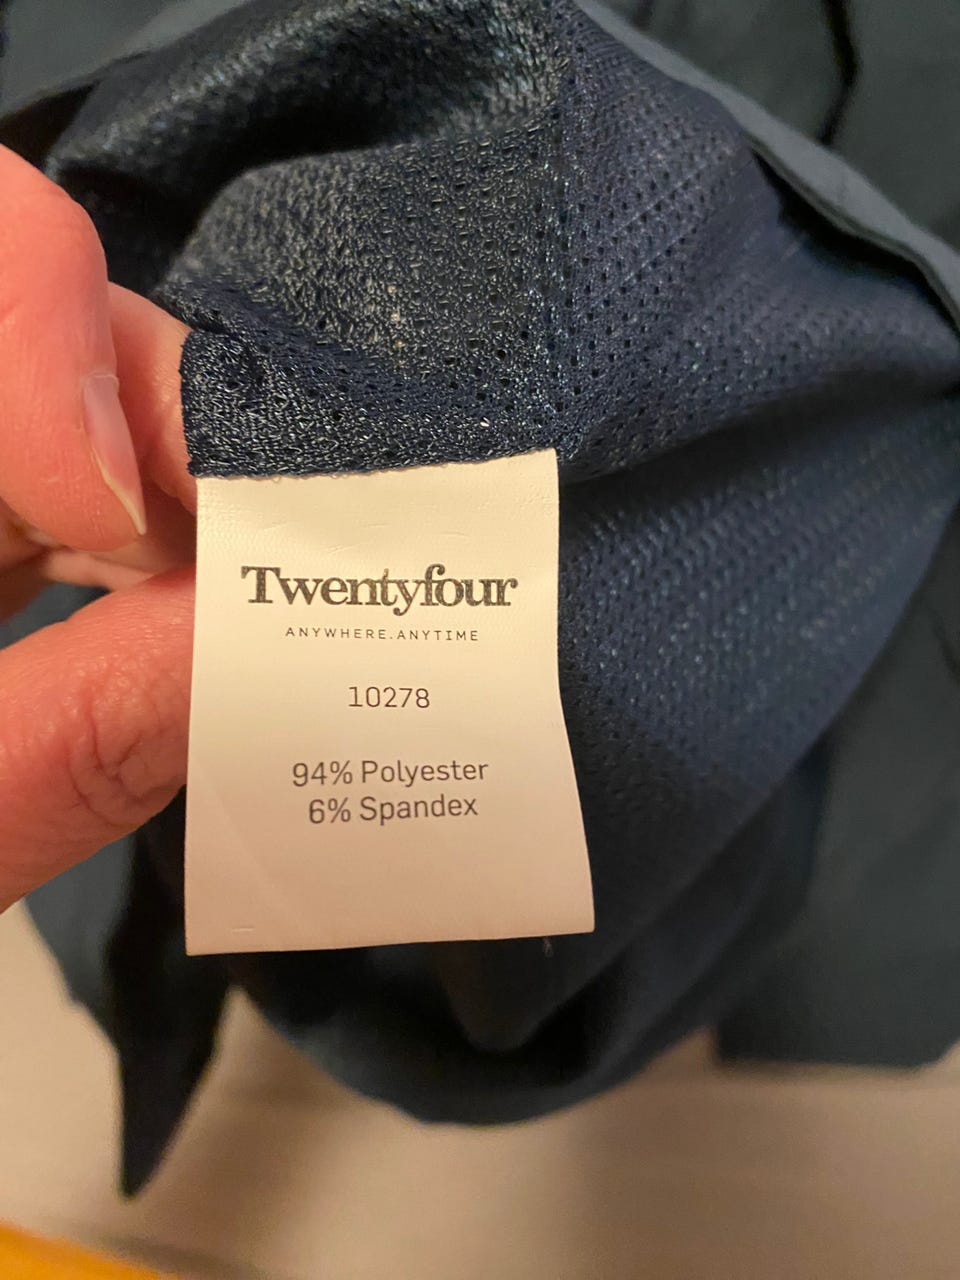 Twentyfour
ANYWHERE.ANYTIME
10278
94% Polyester
6% Spandex